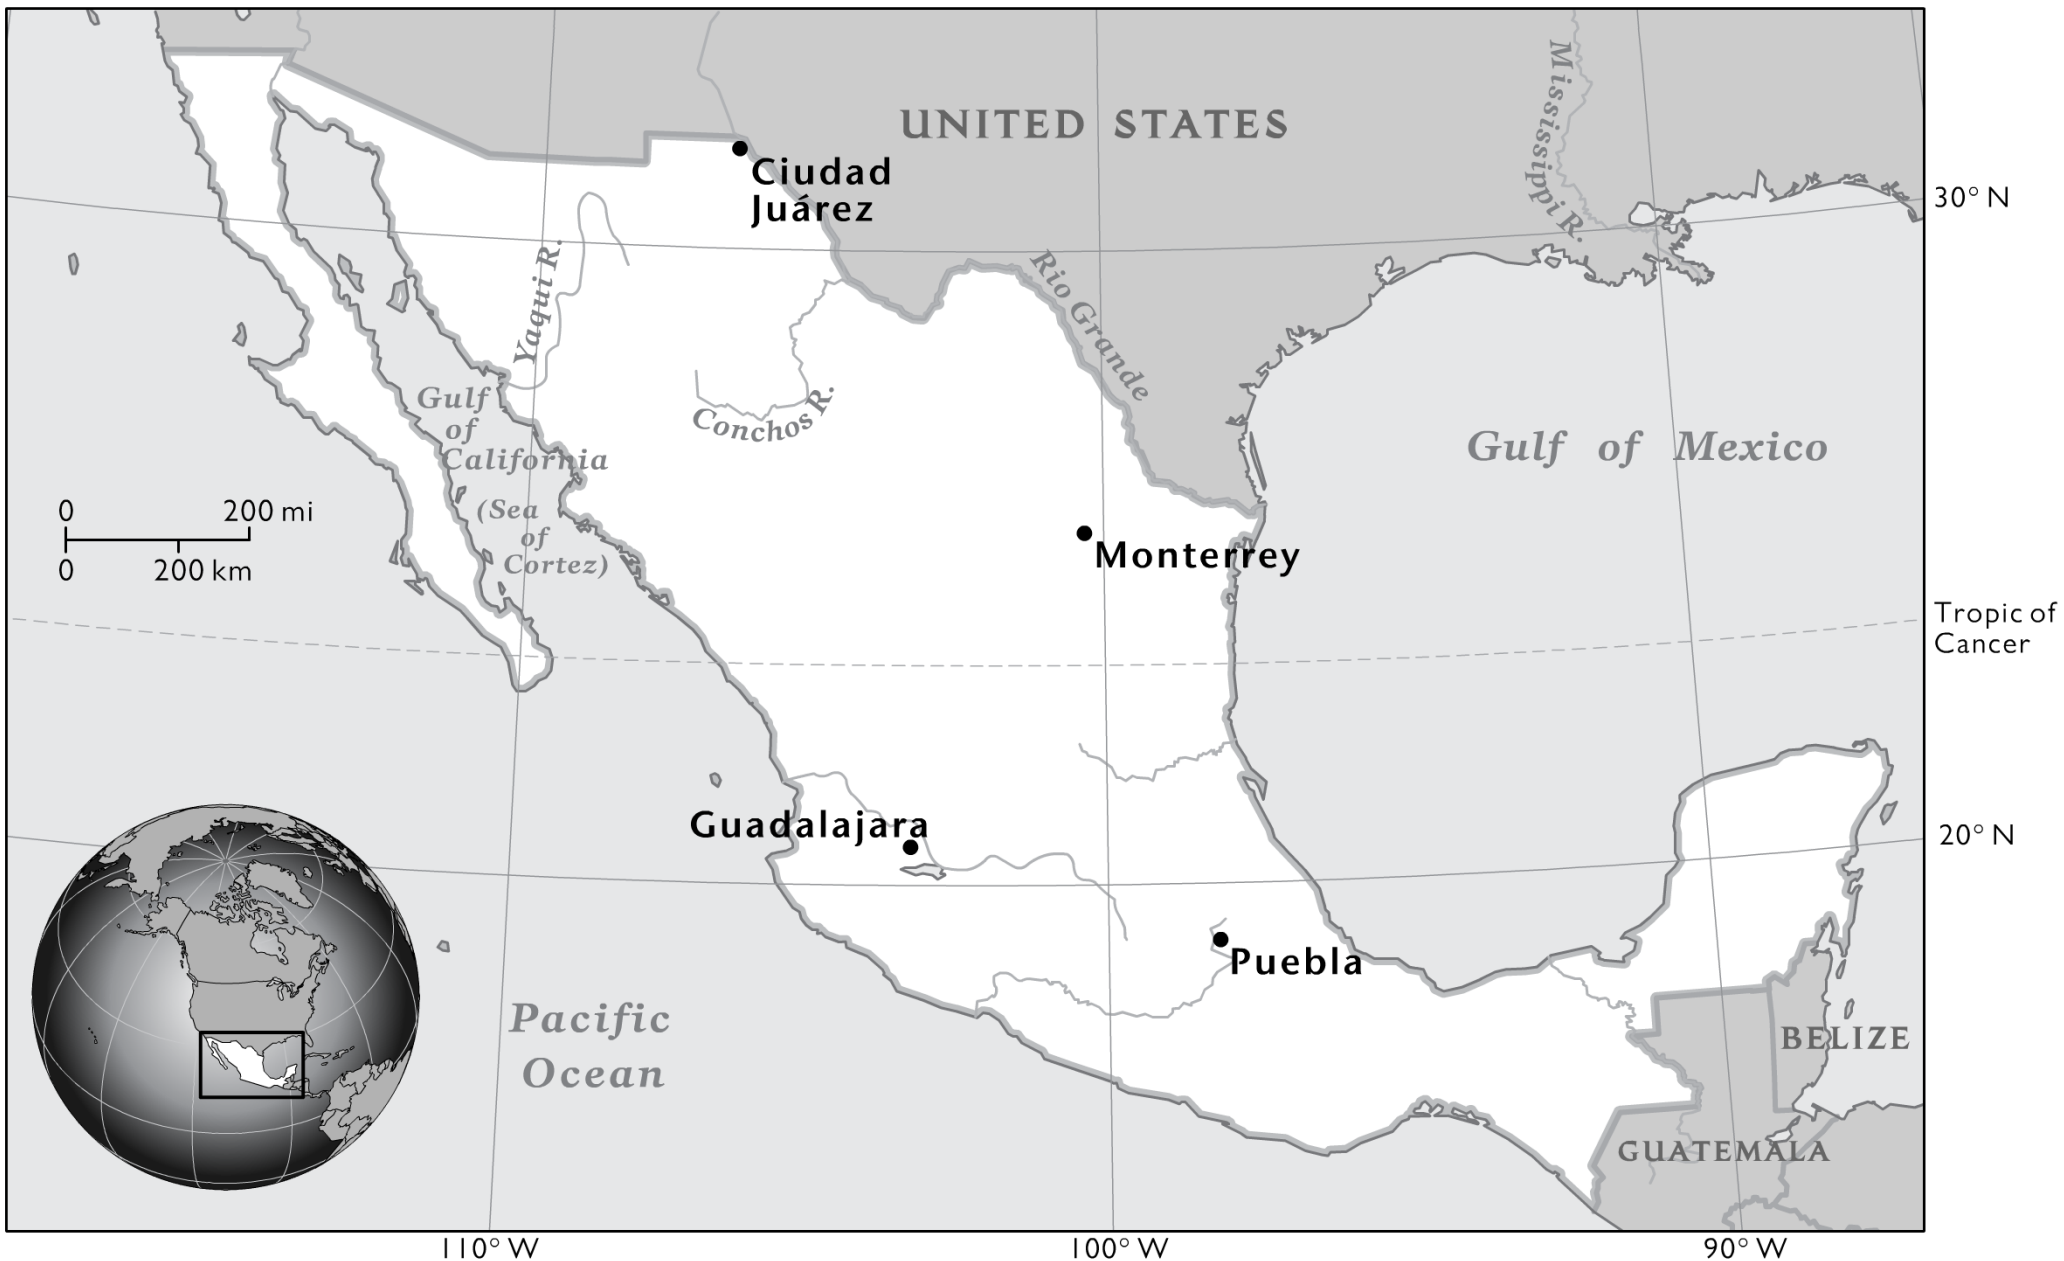 UNITED STATES
Mississippi R.
Ciudad
Juárez
30° N
Yaqui R.
Rio Grande
Conchos R.
Gulf
of
California
(Sea
of
Cortez)
Gulf of Mexico
0 200 mi
0 200 km
Monterrey
Tropic of
Cancer
Guadalajara
20° N
Puebla
Pacific
Ocean
BELIZE
GUATEMALA
110° W
100° W
90° W